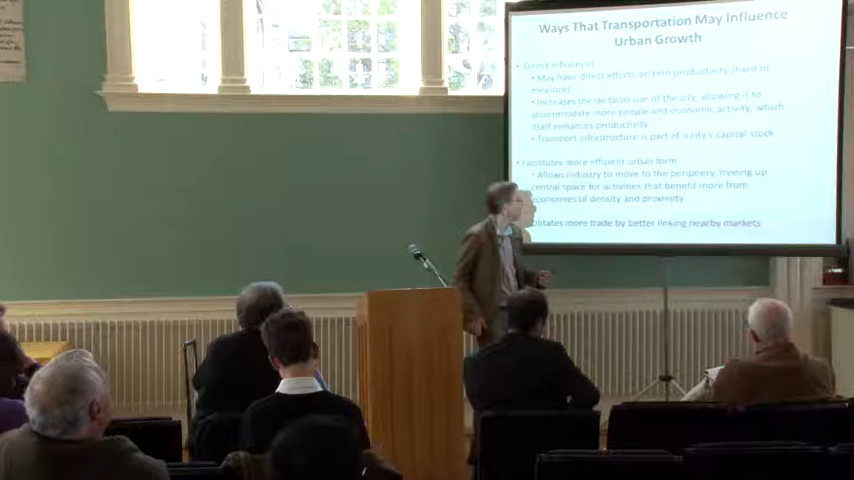 Ways That Transportation May Influence
Urban Growth
• Direct influences:
• May have direct effects on firm productivity (hard to
measure)
• Increases the de facto size of the city, allowing it to
accommodate more people and economic activity, which
itself enhances productivity
• Transport infrastructure is part of a city's capital stock
• Facilitates more efficient urban form
• Allows industry to move to the periphery, freeing up
central space for activities that benefit more from
economies of density and proximity
cilitates more trade by better linking nearby markets